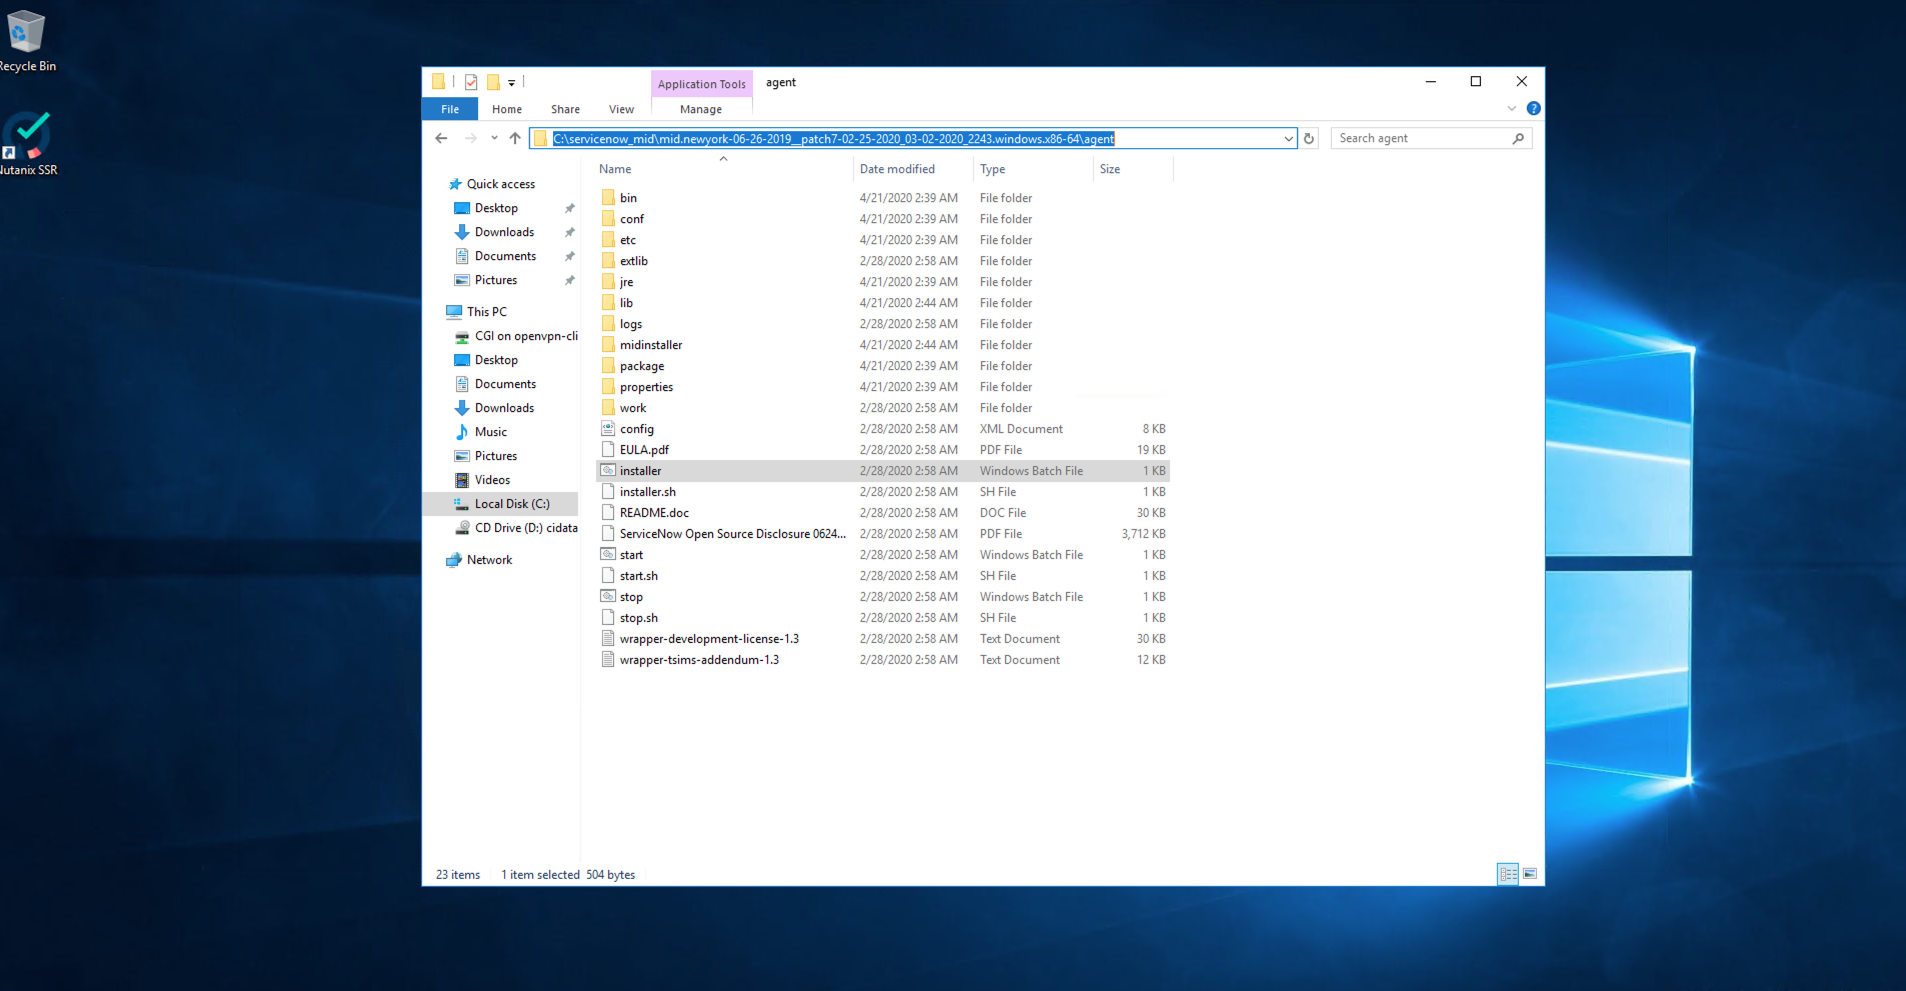 Recycle Bin
Nutanix SSR
Application Tools
agent
File
Home
Share
View
Manage
C:\servicenow_mid\mid.newyork-06-26-2019__patch7-02-25-2020_03-02-2020_2243.windows.x86-64\agent
Search agent
Name
Date modified
Type
Size
Quick access
Desktop
Downloads
Documents
Pictures
This PC
CGI on openvpn-cli
Desktop
Documents
Downloads
Music
Pictures
Videos
Local Disk (C:)
CD Drive (D:) cidata
Network
bin 4/21/2020 2:39 AM File folder
conf 4/21/2020 2:39 AM File folder
etc 4/21/2020 2:39 AM File folder
extlib 2/28/2020 2:58 AM File folder
jre 4/21/2020 2:39 AM File folder
lib 4/21/2020 2:44 AM File folder
logs 2/28/2020 2:58 AM File folder
midinstaller 4/21/2020 2:44 AM File folder
package 4/21/2020 2:39 AM File folder
properties 4/21/2020 2:39 AM File folder
work 2/28/2020 2:58 AM File folder
config 2/28/2020 2:58 AM XML Document 8 KB
EULA.pdf 2/28/2020 2:58 AM PDF File 19 KB
installer 2/28/2020 2:58 AM Windows Batch File 1 KB
installer.sh 2/28/2020 2:58 AM SH File 1 KB
README.doc 2/28/2020 2:58 AM DOC File 30 KB
ServiceNow Open Source Disclosure 0624... 2/28/2020 2:58 AM PDF File 3,712 KB
start 2/28/2020 2:58 AM Windows Batch File 1 KB
start.sh 2/28/2020 2:58 AM SH File 1 KB
stop 2/28/2020 2:58 AM Windows Batch File 1 KB
stop.sh 2/28/2020 2:58 AM SH File 1 KB
wrapper-development-license-1.3 2/28/2020 2:58 AM Text Document 30 KB
wrapper-tsims-addendum-1.3 2/28/2020 2:58 AM Text Document 12 KB
23 items
1 item selected 504 bytes